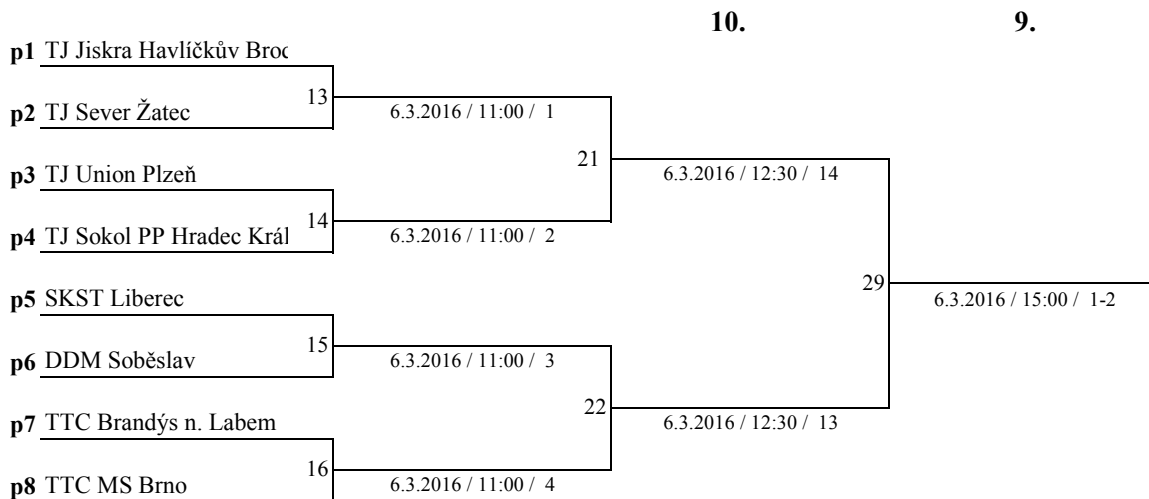 10. 9.
p1 TJ Jiskra Havlíčkův Broc
13
p2 TJ Sever Žatec
6.3.2016 / 11:00 / 1
21
p3 TJ Union Plzeň
6.3.2016 / 12:30 / 14
14
p4 TJ Sokol PP Hradec Král
6.3.2016 / 11:00 / 2
29
p5 SKST Liberec
6.3.2016 / 15:00 / 1-2
15
p6 DDM Soběslav
6.3.2016 / 11:00 / 3
22
p7 TTC Brandýs n. Labem
6.3.2016 / 12:30 / 13
16
p8 TTC MS Brno
6.3.2016 / 11:00 / 4